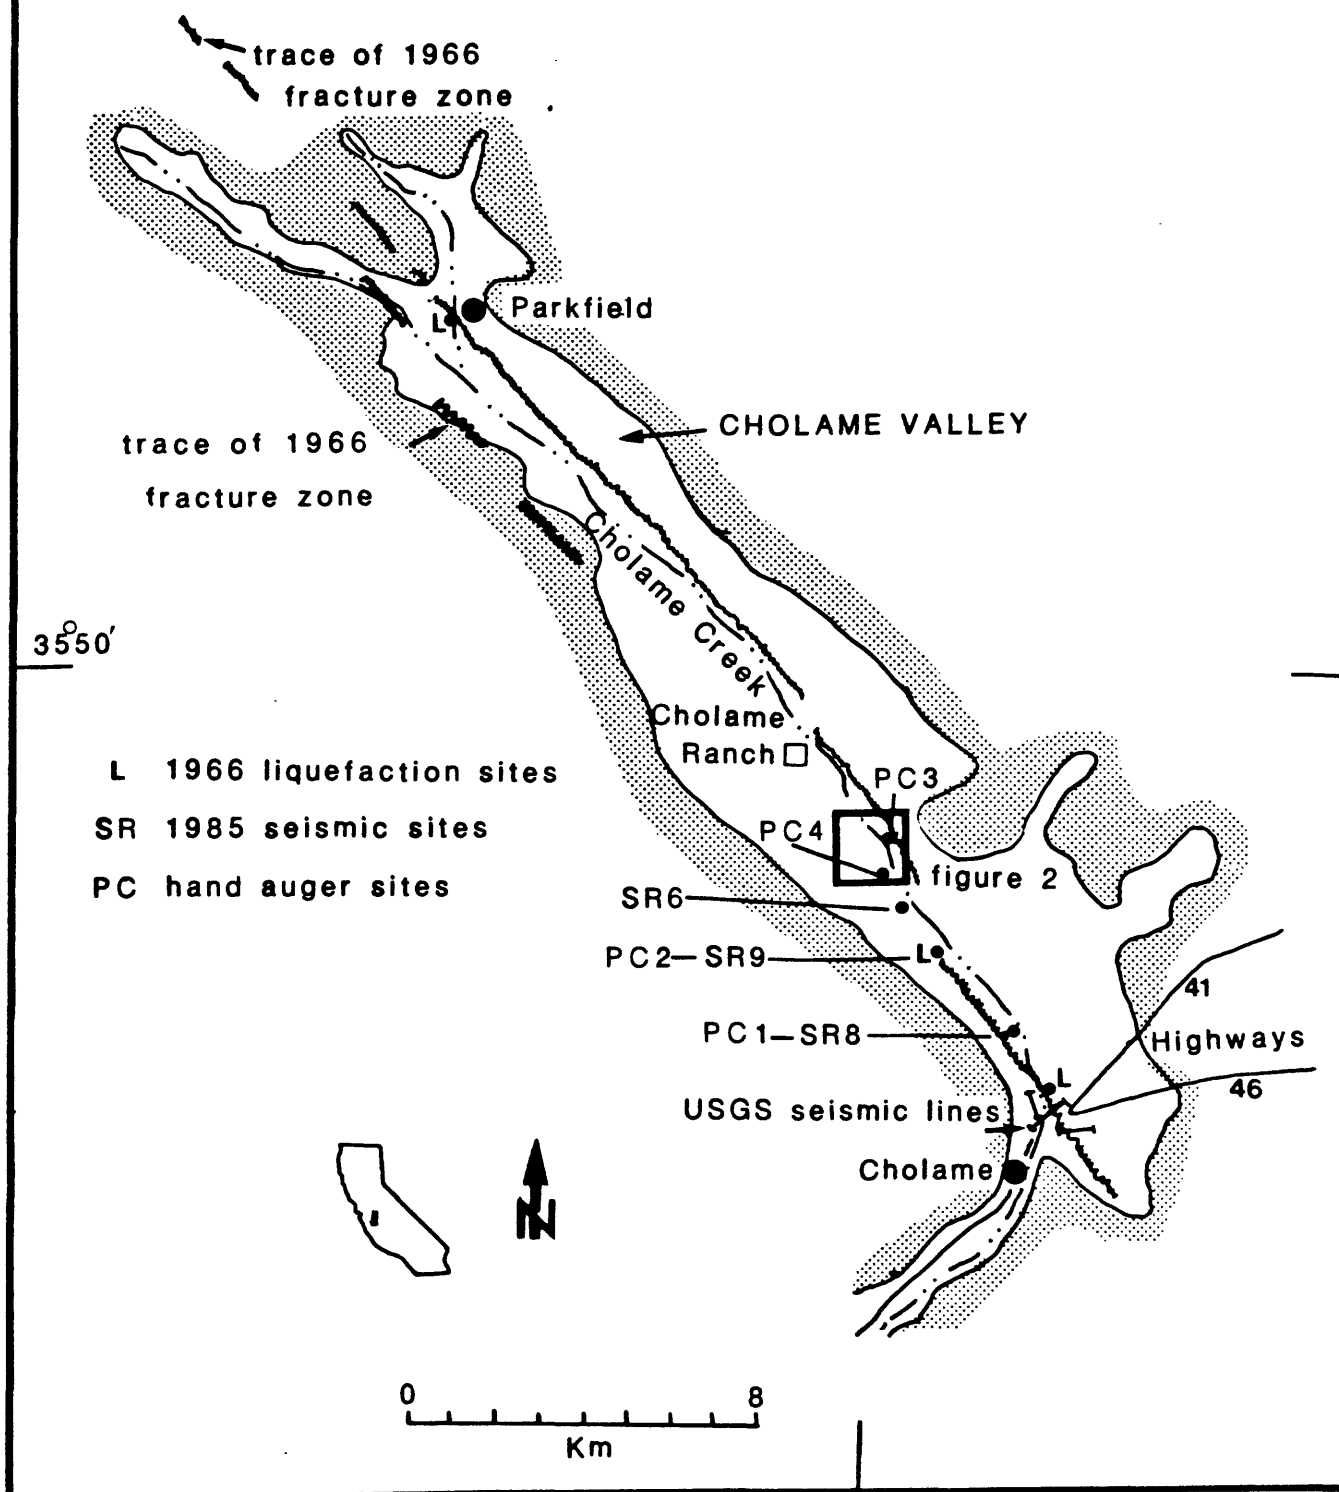 trace of 1966
fracture zone
L
Parkfield
CHOLAME VALLEY
trace of 1966
fracture zone
Cholame Creek
35°50'
Cholame
Ranch
L 1966 liquefaction sites
SR 1985 seismic sites
PC hand auger sites
PC3
PC4
figure 2
SR6
PC2—SR9
L
41
PC1—SR8
Highways
L
46
USGS seismic lines
Cholame
N
0 8
Km